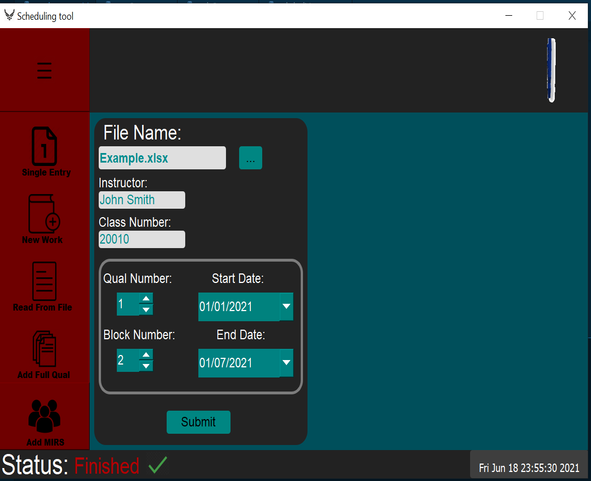 Scheduling tool
1
Single Entry
New Work
Read From File
Add Full Qual
Add MIRS
File Name:
Example.xlsx
...
Instructor:
John Smith
Class Number:
20010
Qual Number: Start Date:
1 01/01/2021
Block Number: End Date:
2 01/07/2021
Submit
Status: Finished
Fri Jun 18 23:55:30 2021